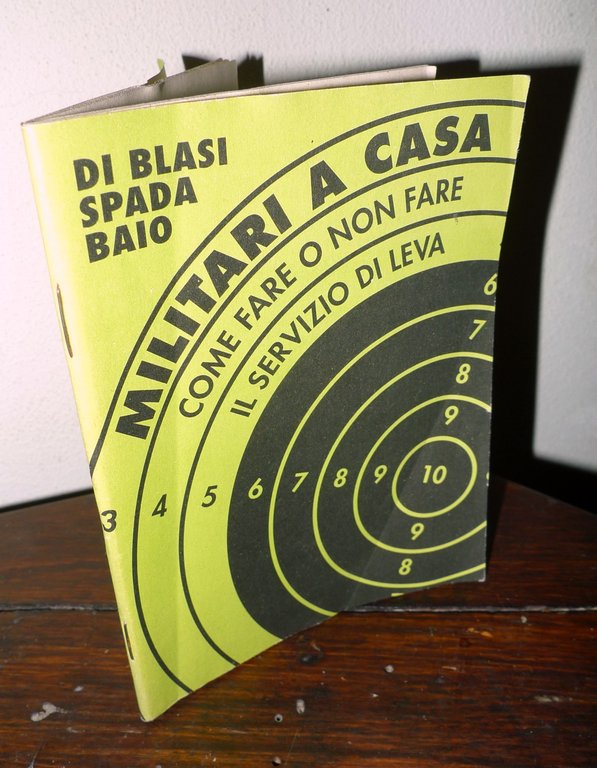 DI BLASI
SPADA
BAIO
MILITARI A CASA
COME FARE O NON FARE
IL SERVIZIO DI LEVA
6
7
8
9
3 4 5 6 7 8 9 10
9
8